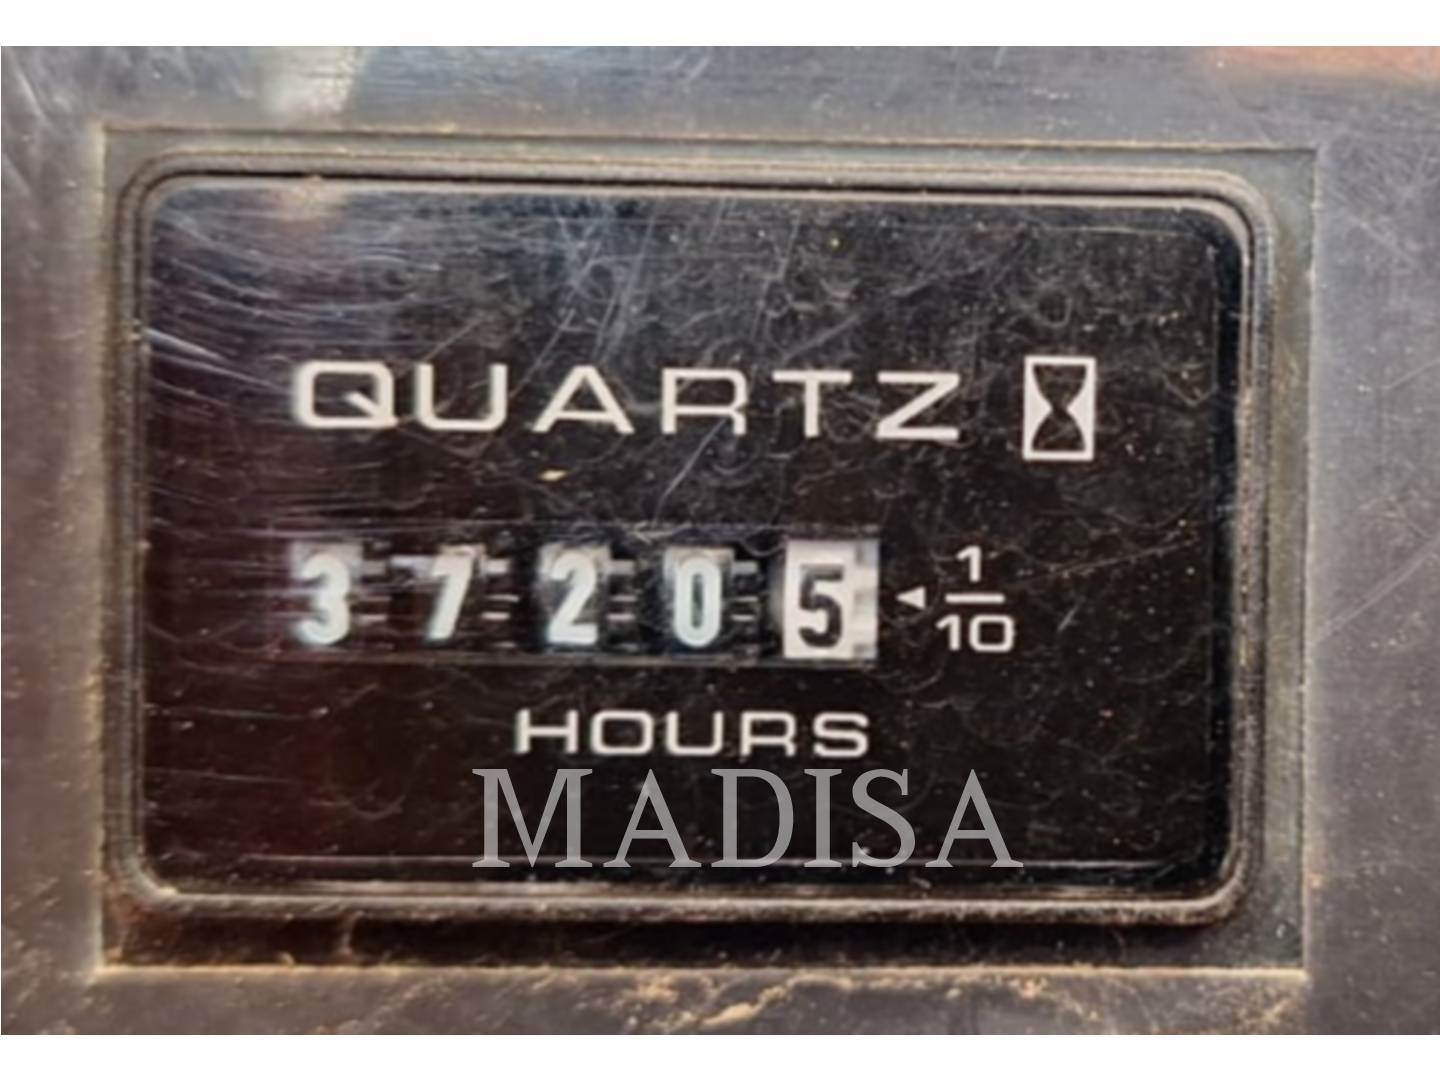 QUARTZ
37205 ◄ 1/10
HOURS
MADISA